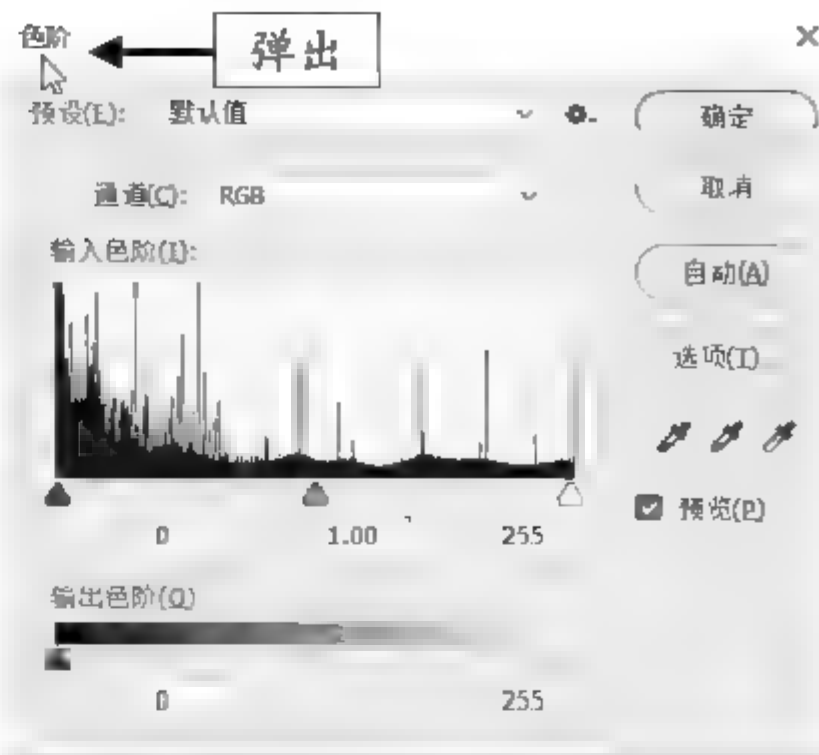 色阶
弹出
预设(E): 默认值
确定
通道(C): RGB
取消
输入色阶(I):
自动(A)
选项(T)
预览(P)
0 1.00 255
输出色阶(O)
0 255